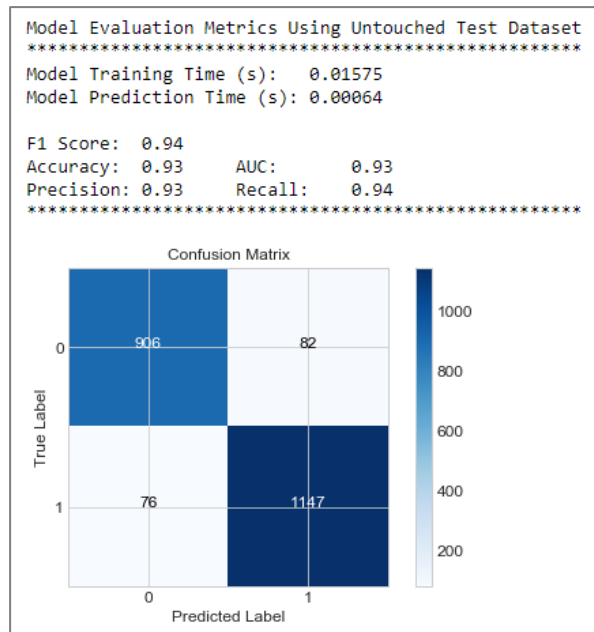 Model Evaluation Metrics Using Untouched Test Dataset
*****************************************************
Model Training Time (s):   0.01575
Model Prediction Time (s): 0.00064
F1 Score:  0.94
Accuracy:  0.93    AUC:       0.93
Precision: 0.93    Recall:    0.94
*****************************************************
Confusion Matrix
0
906
82
1
76
1147
0
1
True Label
Predicted Label
1000
800
600
400
200